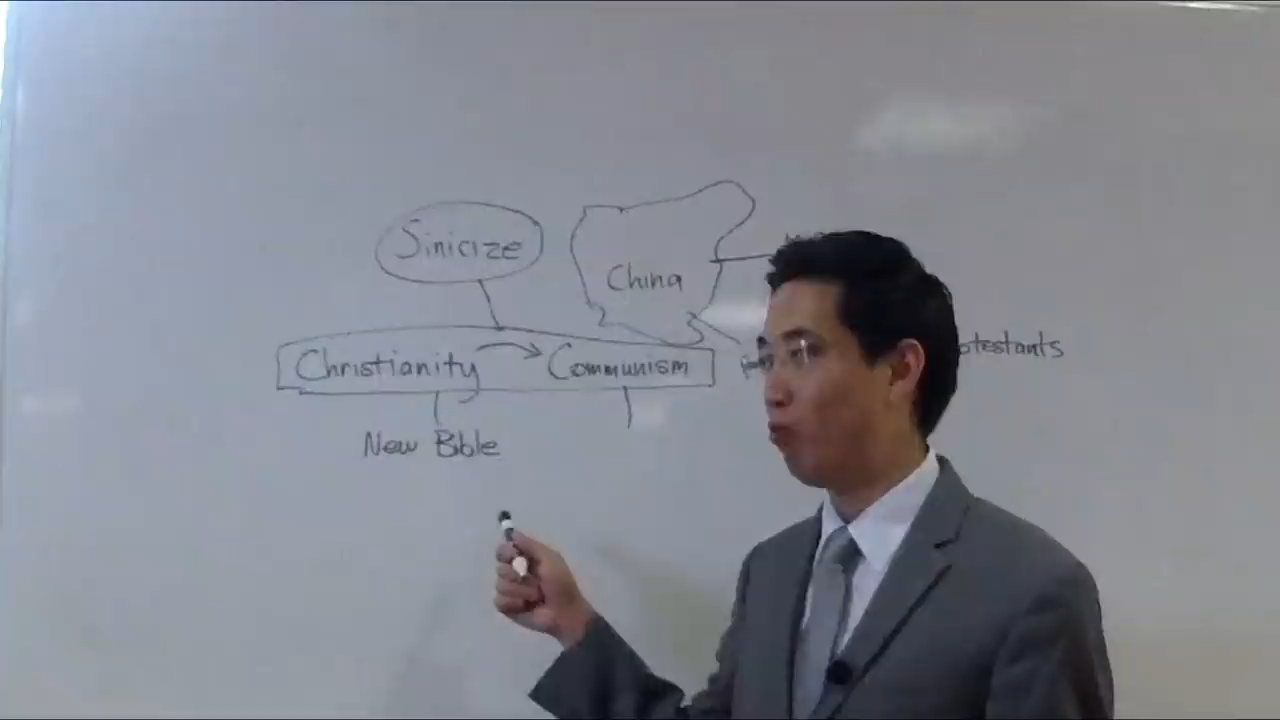 Sinicize
China
Christianity Communism
otestants
New Bible